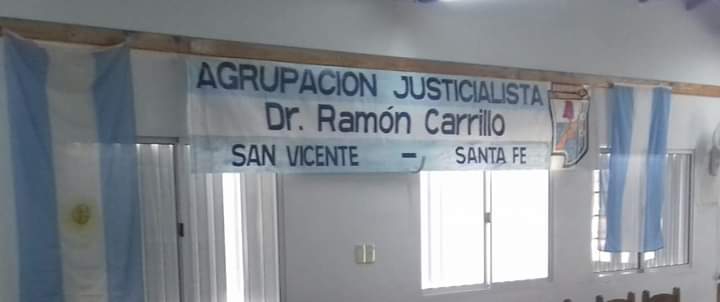 AGRUPACION JUSTICIALISTA
Dr. Ramón Carrillo
SAN VICENTE – SANTA FE